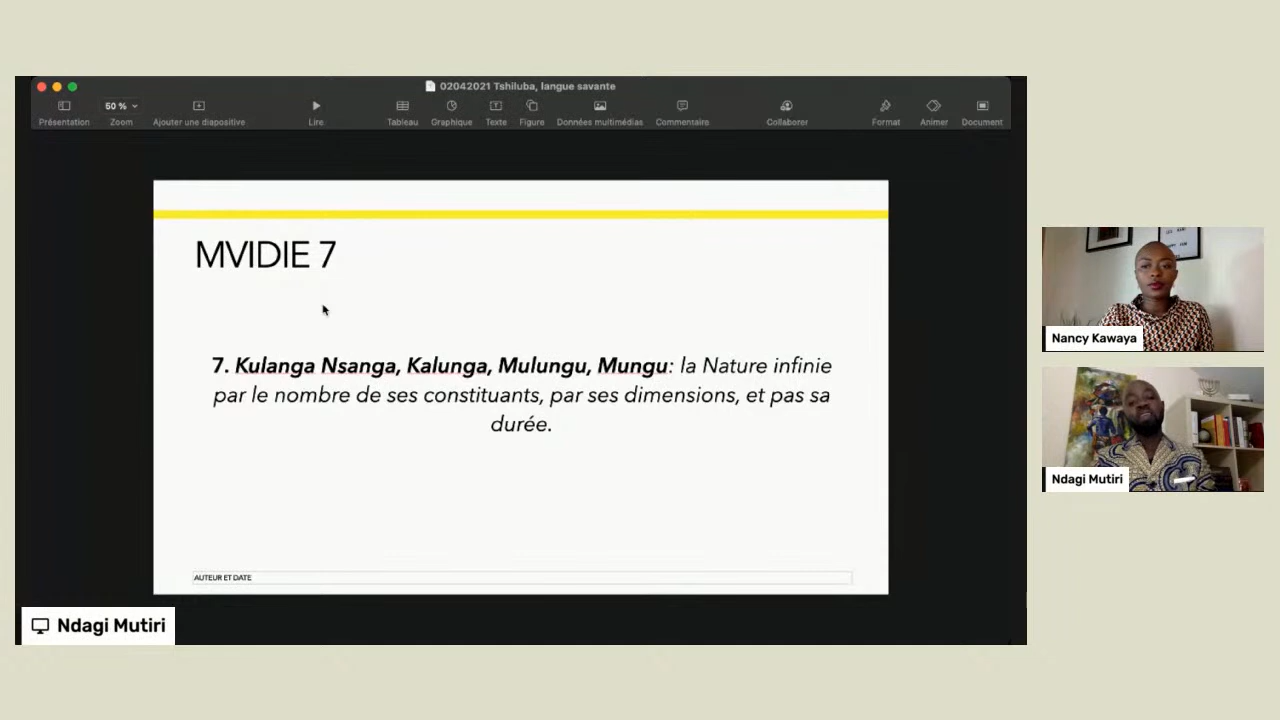 02042021 Tshiluba, langue savante
50 %
Présentation Zoom Ajouter une diapositive Lire Tableau Graphique Texte Figure Données multimédias Commentaire Collaborer Format Animer Document
MVIDIE 7
7. Kulanga Nsanga, Kalunga, Mulungu, Mungu: la Nature infinie
par le nombre de ses constituants, par ses dimensions, et pas sa
durée.
AUTEUR ET DATE
Ndagi Mutiri
Nancy Kawaya
Ndagi Mutiri